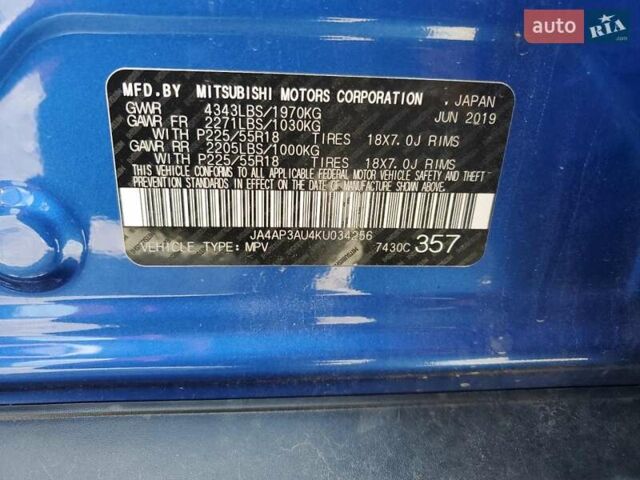 auto RIA
.com
MFD.BY MITSUBISHI MOTORS CORPORATION , JAPAN
GVWR 4343LBS/1970KG JUN 2019
GAWR FR 2271LBS/1030KG
WITH P225/55R18 TIRES 18X7.0J RIMS
GAWR RR 2205LBS/1000KG
WITH P225/55R18 TIRES 18X7.0J RIMS
THIS VEHICLE CONFORMS TO ALL APPLICABLE FEDERAL MOTOR VEHICLE SAFETY AND THEFT
PREVENTION STANDARDS IN EFFECT ON THE DATE OF MANUFACTURE SHOWN ABOVE.
JA4AP3AU4KU034256
VEHICLE TYPE: MPV 7430C 357